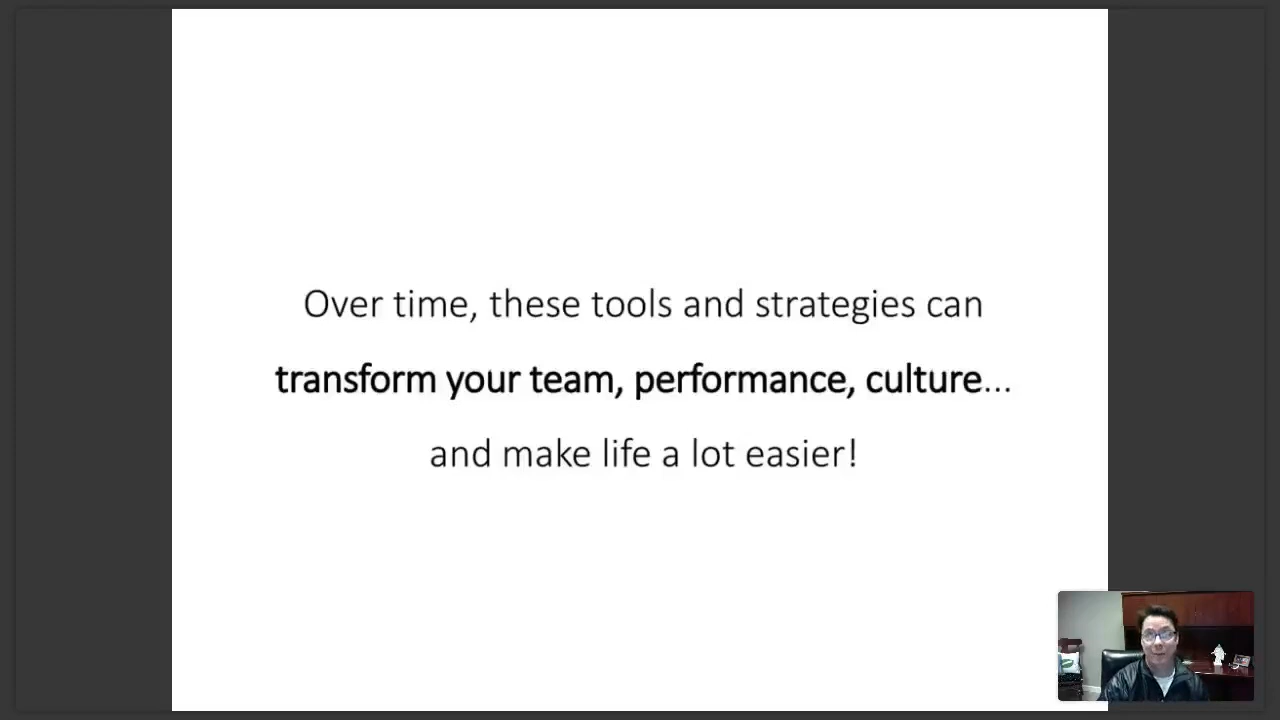 Over time, these tools and strategies can
transform your team, performance, culture...
and make life a lot easier!